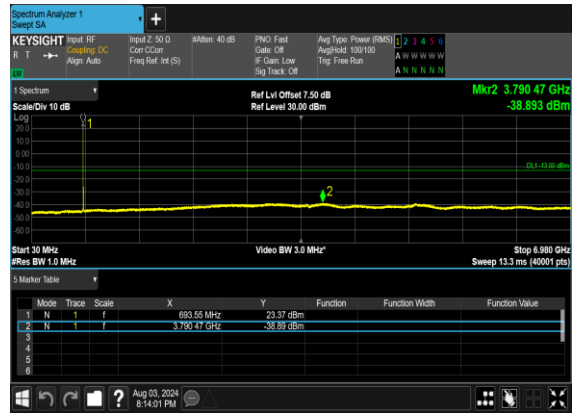 Spectrum Analyzer 1
Swept SA
+
KEYSIGHT Input: RF Input Z: 50 Ω #Atten: 40 dB PNO: Fast Avg Type: Power (RMS) 1 2 3 4 5 6
R T Coupling: DC Corr CCorr Gate: Off Avg|Hold: 100/100 A W W W W W
Align: Auto Freq Ref: Int (S) IF Gain: Low Trig: Free Run
Sig Track: Off A N N N N N
1 Spectrum Ref Lvl Offset 7.50 dB Mkr2 3.790 47 GHz
Scale/Div 10 dB Ref Level 30.00 dBm -38.893 dBm
Log
1
20.0
10.0
0.00
-10.0 DL1 -13.00 dBm
-20.0
-30.0 2
-40.0
-50.0
-60.0
Start 30 MHz Video BW 3.0 MHz* Stop 6.980 GHz
#Res BW 1.0 MHz Sweep 13.3 ms (40001 pts)
5 Marker Table
Mode Trace Scale X Y Function Function Width Function Value
1 N 1 f 693.55 MHz 23.37 dBm
2 N 1 f 3.790 47 GHz -38.89 dBm
3
4
5
6
? Aug 03, 2024
8:14:01 PM